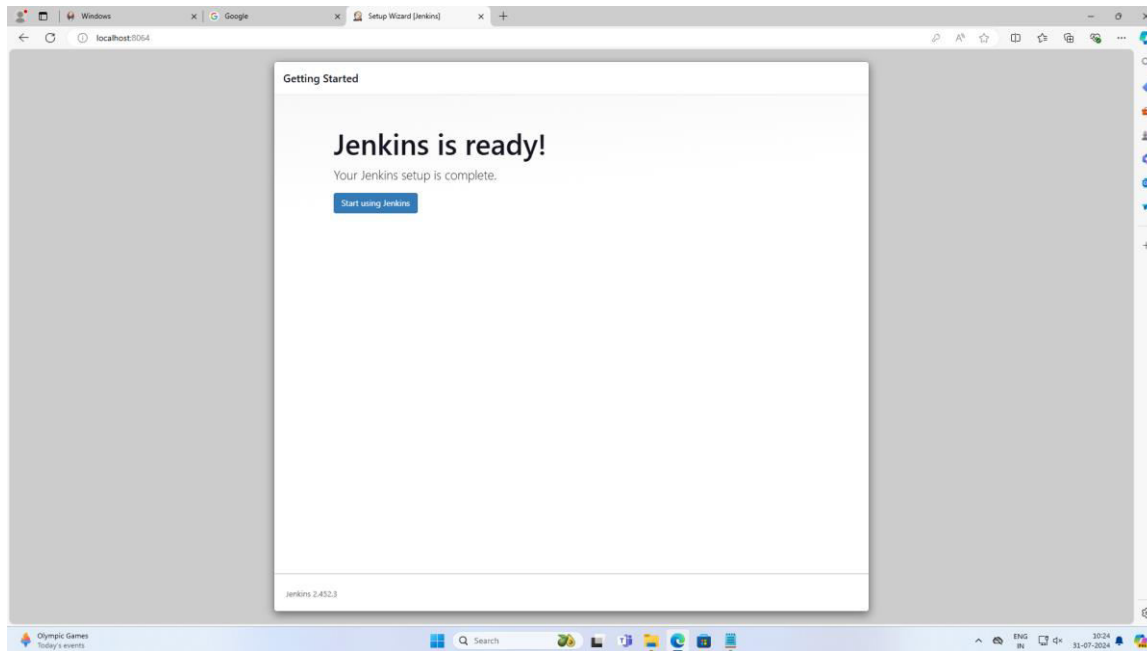 Windows
Google
Setup Wizard [Jenkins]
localhost:8064
Getting Started
Jenkins is ready!
Your Jenkins setup is complete.
Start using Jenkins
Jenkins 2.452.3
Olympic Games
Today's events
Search
ENG
IN
10:24
31-07-2024